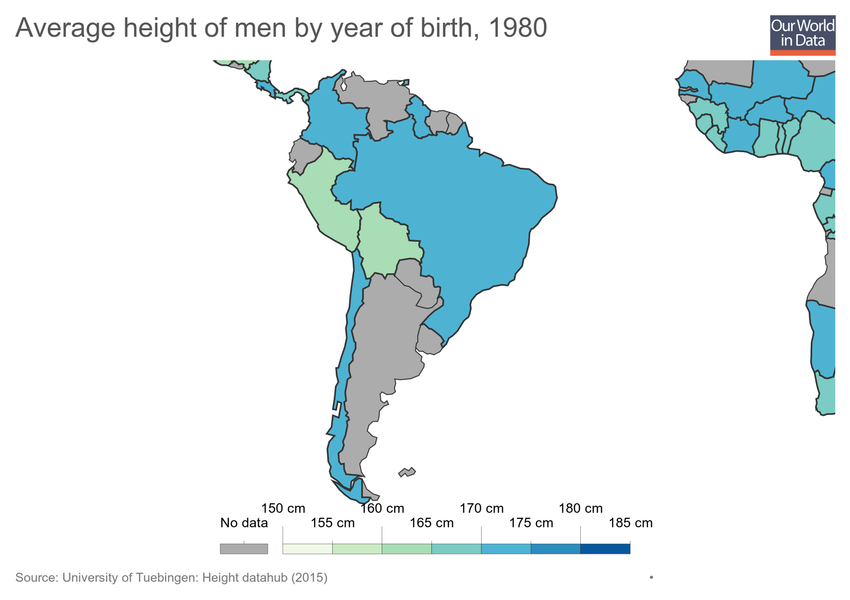 Average height of men by year of birth, 1980
Our World
in Data
150 cm 160 cm 170 cm 180 cm
No data 155 cm 165 cm 175 cm 185 cm
Source: University of Tuebingen: Height datahub (2015) •